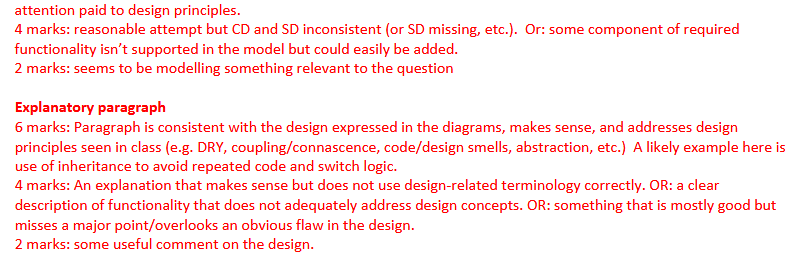 attention paid to design principles.
4 marks: reasonable attempt but CD and SD inconsistent (or SD missing, etc.).  Or: some component of required
functionality isn't supported in the model but could easily be added.
2 marks: seems to be modelling something relevant to the question
Explanatory paragraph
6 marks: Paragraph is consistent with the design expressed in the diagrams, makes sense, and addresses design
principles seen in class (e.g. DRY, coupling/connascence, code/design smells, abstraction, etc.)  A likely example here is
use of inheritance to avoid repeated code and switch logic.
4 marks: An explanation that makes sense but does not use design-related terminology correctly. OR: a clear
description of functionality that does not adequately address design concepts. OR: something that is mostly good but
misses a major point/overlooks an obvious flaw in the design.
2 marks: some useful comment on the design.